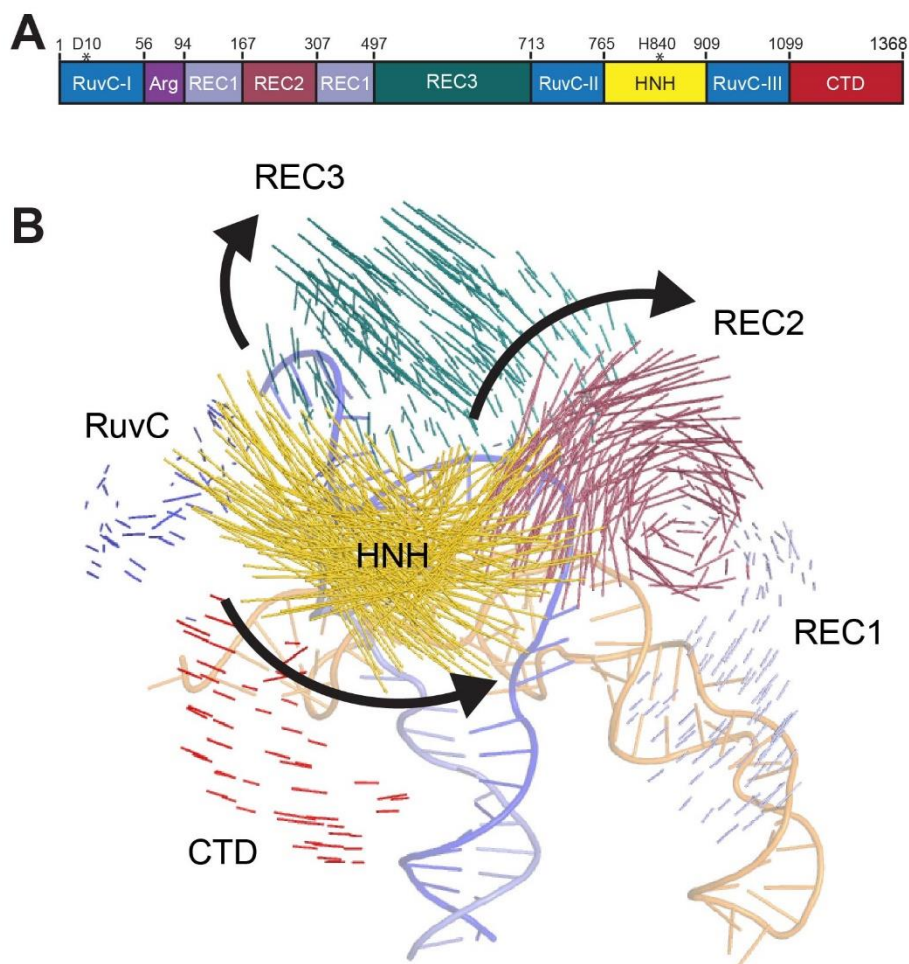 A
1 D10 56 94 167 307 497 713 765 H840 909 1099 1368
* *
RuvC-I Arg REC1 REC2 REC1 REC3 RuvC-II HNH RuvC-III CTD
REC3
B
REC2
RuvC
HNH
REC1
CTD